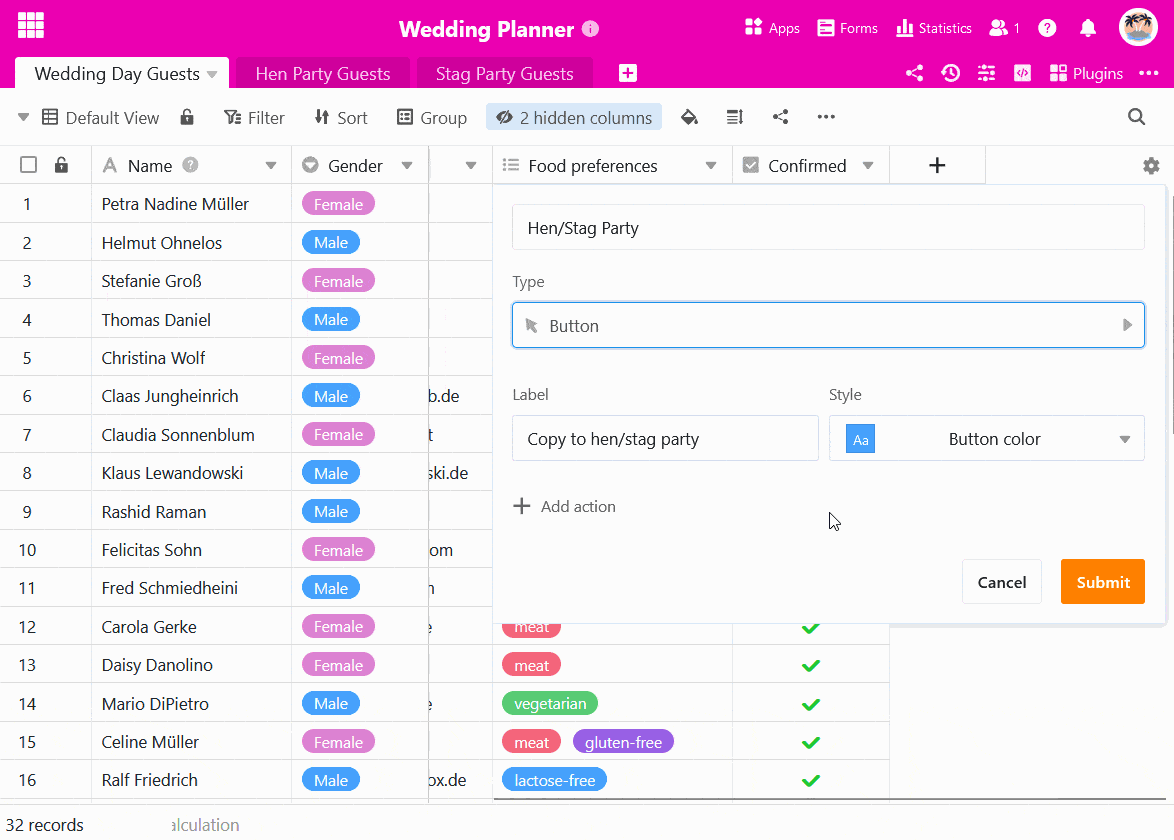 Wedding Planner
Apps Forms Statistics 1
Wedding Day Guests Hen Party Guests Stag Party Guests Plugins
Default View Filter Sort Group 2 hidden columns
Name Gender Food preferences Confirmed
1 Petra Nadine Müller Female
2 Helmut Ohnelos Male
3 Stefanie Groß Female
4 Thomas Daniel Male
5 Christina Wolf Female
6 Claas Jungheinrich Male b.de
7 Claudia Sonnenblum Female t
8 Klaus Lewandowski Male ski.de
9 Rashid Raman Male
10 Felicitas Sohn Female om
11 Fred Schmiedheini Male
12 Carola Gerke Female meat
13 Daisy Danolino Female meat
14 Mario DiPietro Male vegetarian
15 Celine Müller Female meat gluten-free
16 Ralf Friedrich Male ox.de lactose-free
Hen/Stag Party
Type
Button
Label Style
Copy to hen/stag party Aa Button color
Add action
Cancel Submit
32 records alculation